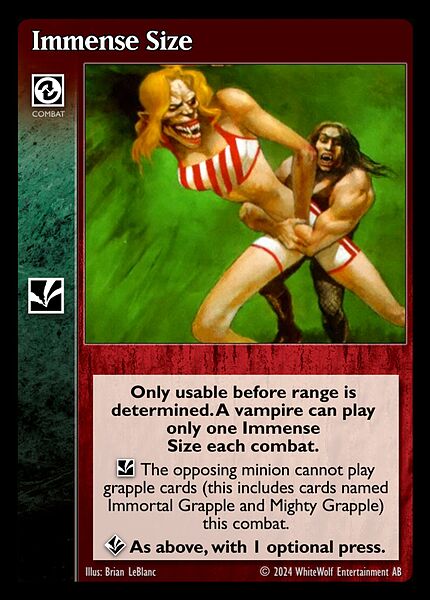 Immense Size
COMBAT
Only usable before range is
determined. A vampire can play
only one Immense
Size each combat.
The opposing minion cannot play
grapple cards (this includes cards named
Immortal Grapple and Mighty Grapple)
this combat.
As above, with 1 optional press.
Illus: Brian LeBlanc
© 2024 WhiteWolf Entertainment AB